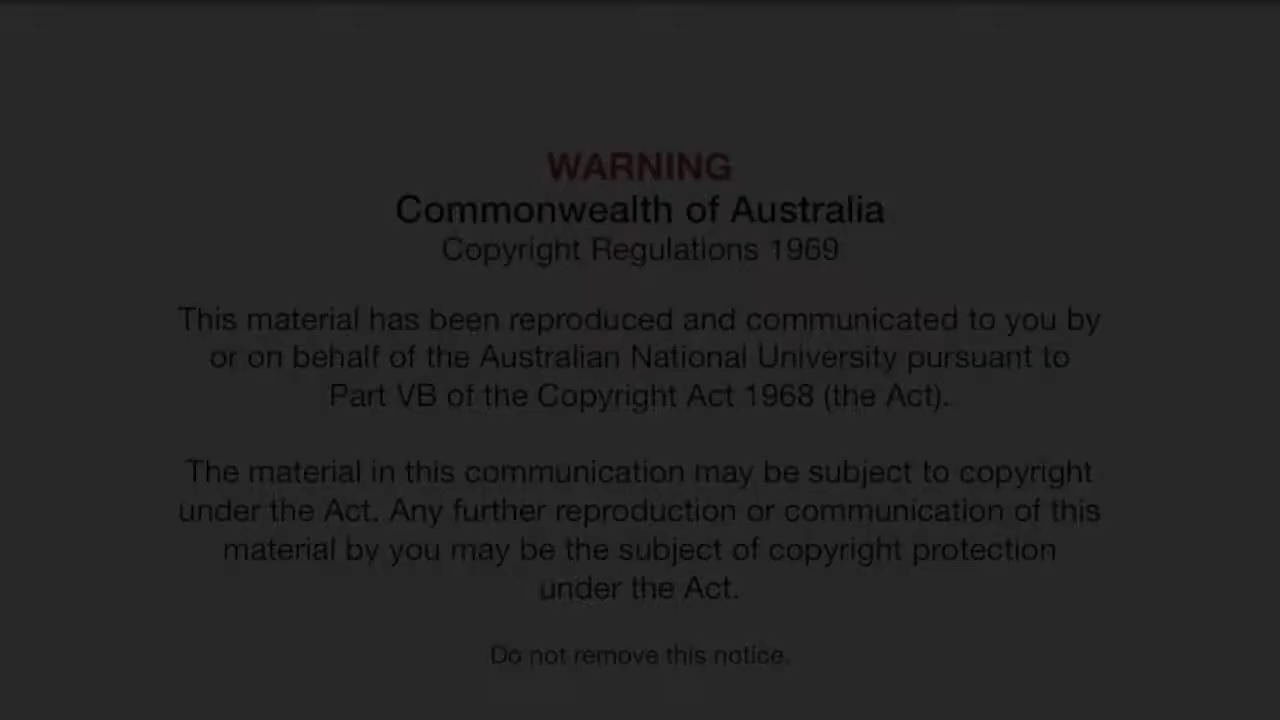 WARNING
Commonwealth of Australia
Copyright Regulations 1969
This material has been reproduced and communicated to you by
or on behalf of the Australian National University pursuant to
Part VB of the Copyright Act 1968 (the Act).
The material in this communication may be subject to copyright
under the Act. Any further reproduction or communication of this
material by you may be the subject of copyright protection
under the Act.
Do not remove this notice.